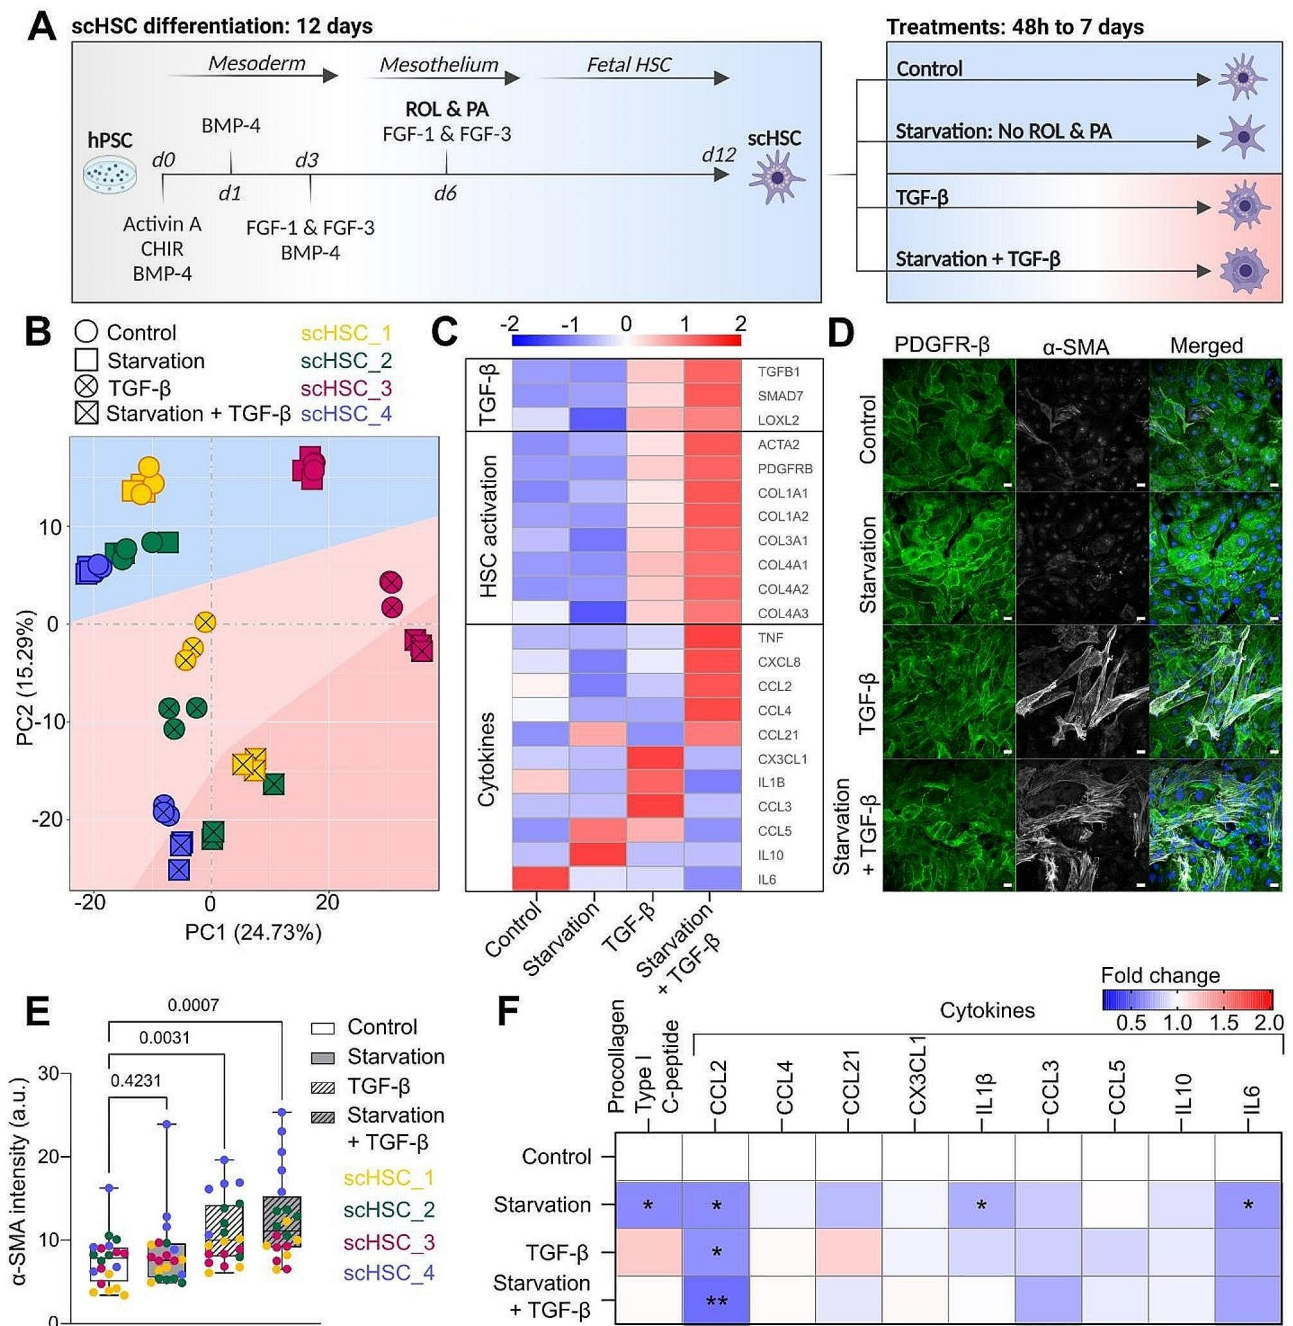 A
scHSC differentiation: 12 days
Mesoderm
Mesothelium
Fetal HSC
ROL & PA
FGF-1 & FGF-3
BMP-4
hPSC
d0
d3
d12
scHSC
d1
d6
Activin A
CHIR
BMP-4
FGF-1 & FGF-3
BMP-4
Treatments: 48h to 7 days
Control
Starvation: No ROL & PA
TGF-β
Starvation + TGF-β
B
Control
Starvation
TGF-β
Starvation + TGF-β
scHSC_1
scHSC_2
scHSC_3
scHSC_4
PC2 (15.29%)
10
0
-10
-20
-20
0
20
PC1 (24.73%)
C
-2
-1
0
1
2
TGF-β
HSC activation
Cytokines
TGFB1
SMAD7
LOXL2
ACTA2
PDGFRB
COL1A1
COL1A2
COL3A1
COL4A1
COL4A2
COL4A3
TNF
CXCL8
CCL2
CCL4
CCL21
CX3CL1
IL1B
CCL3
CCL5
IL10
IL6
Control
Starvation
TGF-β
Starvation
+ TGF-β
D
PDGFR-β
α-SMA
Merged
Control
Starvation
TGF-β
Starvation
+ TGF-β
E
0.0007
0.0031
0.4231
α-SMA intensity (a.u.)
30
20
10
0
Control
Starvation
TGF-β
Starvation
+ TGF-β
scHSC_1
scHSC_2
scHSC_3
scHSC_4
F
Fold change
0.5
1.0
1.5
2.0
Cytokines
Procollagen
Type I
C-peptide
CCL2
CCL4
CCL21
CX3CL1
IL1β
CCL3
CCL5
IL10
IL6
Control
Starvation
* * * *
TGF-β
*
Starvation
+ TGF-β
**